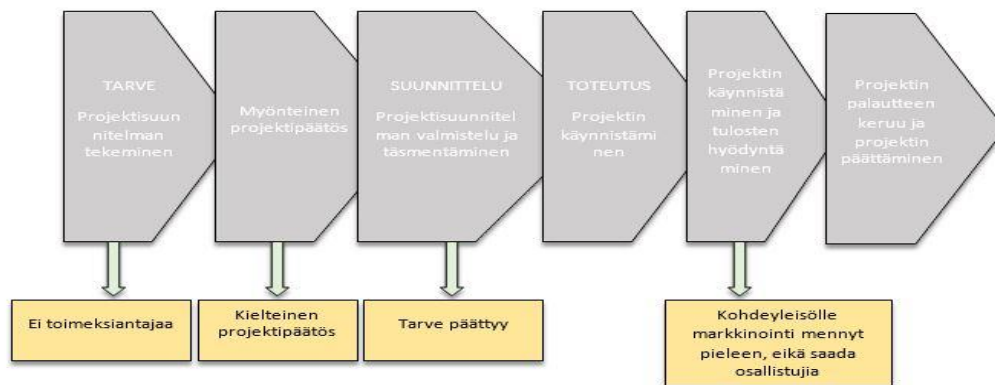 TARVE
Projektisuun
nitelman
tekeminen
Myönteinen
projektipäätös
SUUNNITTELU
Projektisuunnitel
man valmistelu ja
täsmentäminen
TOTEUTUS
Projektin
käynnistämi
nen
Projektin
käynnistä
minen ja
tulosten
hyödyntä
minen
Projektin
palautteen
keruu ja
projektin
päättäminen
Ei toimeksiantajaa
Kielteinen
projektipäätös
Tarve päättyy
Kohdeyleisölle
markkinointi mennyt
pieleen, eikä saada
osallistujia